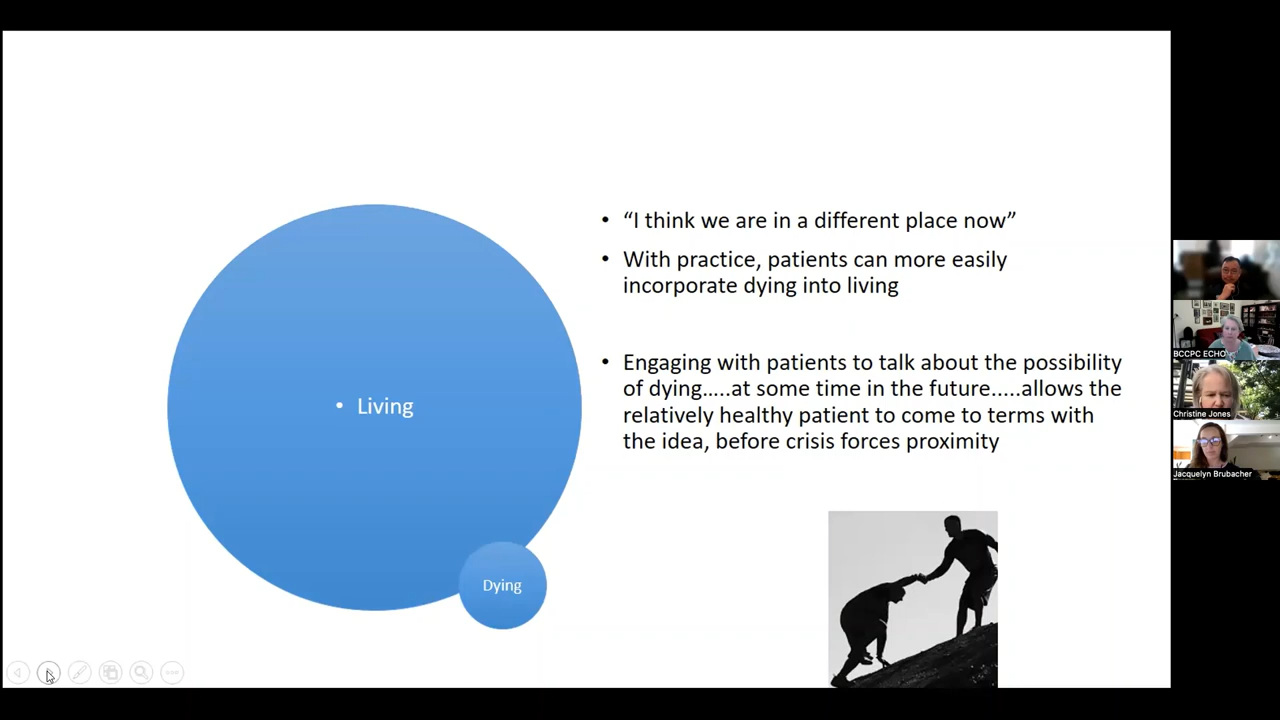 “I think we are in a different place now”
With practice, patients can more easily
incorporate dying into living
Engaging with patients to talk about the possibility
of dying…..at some time in the future…..allows the
relatively healthy patient to come to terms with
the idea, before crisis forces proximity
• Living
Dying
BCCPC ECHO
Christine Jones
Jacquelyn Brubacher